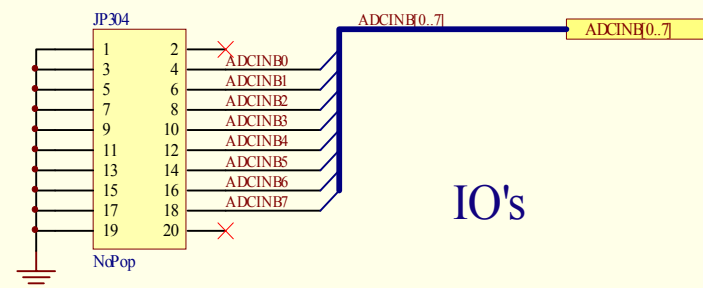 JP304
ADCINB[0..7]
ADCINB[0..7]
1 2
3 4 ADCINB0
5 6 ADCINB1
7 8 ADCINB2
9 10 ADCINB3
11 12 ADCINB4
13 14 ADCINB5
15 16 ADCINB6
17 18 ADCINB7
19 20
NoPop
IO's